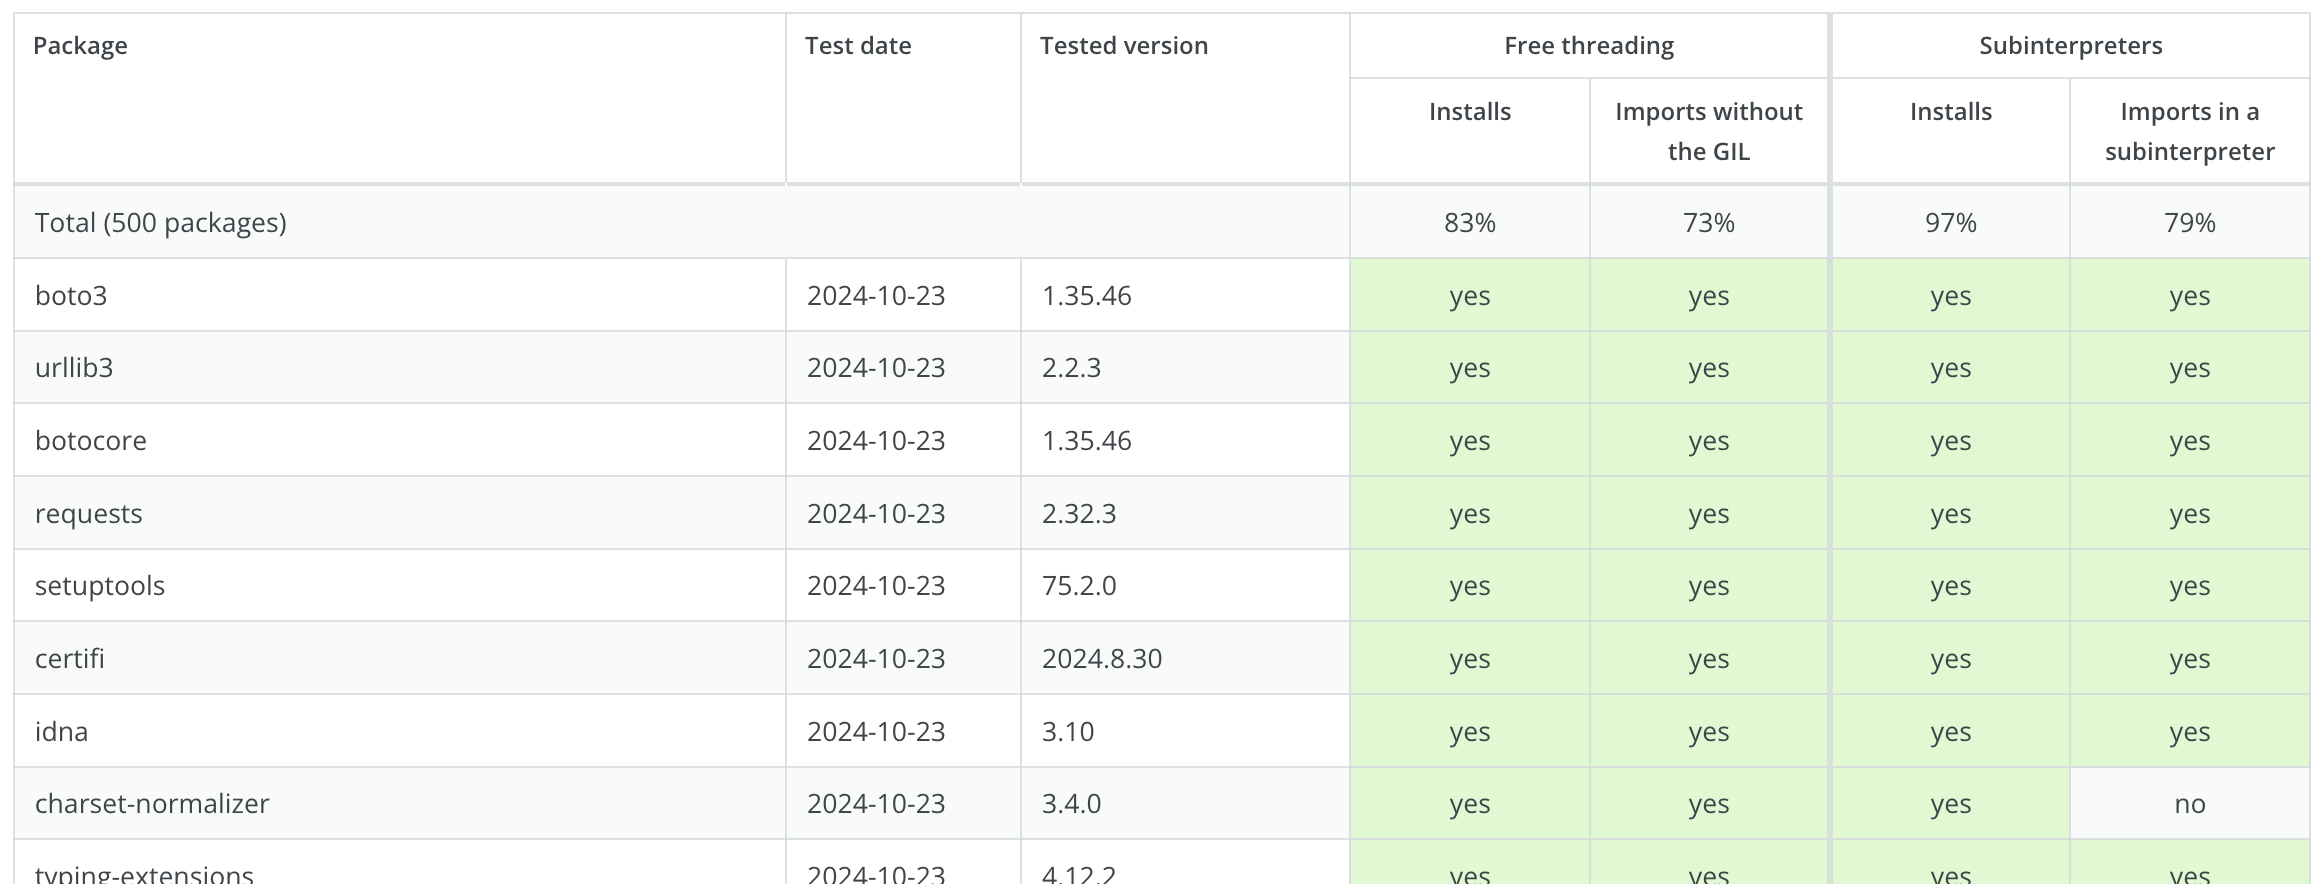 Package Test date Tested version Free threading Subinterpreters
Installs Imports without the GIL Installs Imports in a subinterpreter
Total (500 packages) 83% 73% 97% 79%
boto3 2024-10-23 1.35.46 yes yes yes yes
urllib3 2024-10-23 2.2.3 yes yes yes yes
botocore 2024-10-23 1.35.46 yes yes yes yes
requests 2024-10-23 2.32.3 yes yes yes yes
setuptools 2024-10-23 75.2.0 yes yes yes yes
certifi 2024-10-23 2024.8.30 yes yes yes yes
idna 2024-10-23 3.10 yes yes yes yes
charset-normalizer 2024-10-23 3.4.0 yes yes yes no
typing-extensions 2024-10-23 4.12.2 yes yes yes yes